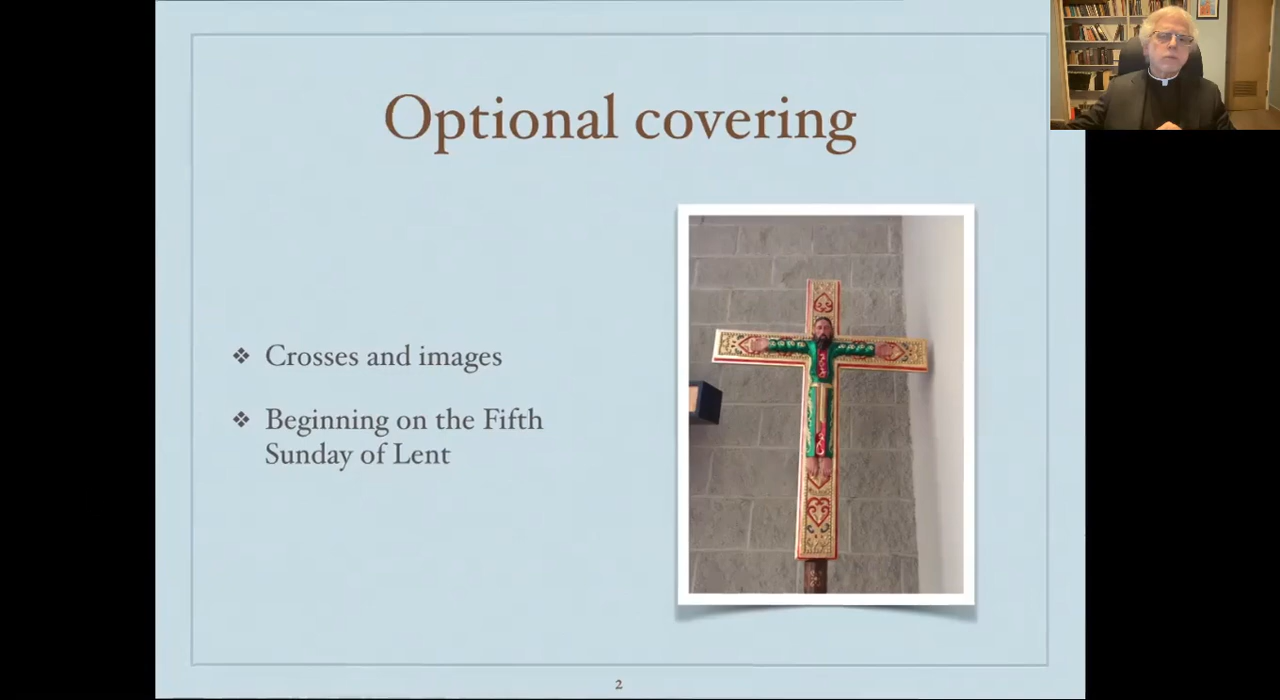 Optional covering
❖ Crosses and images
❖ Beginning on the Fifth
Sunday of Lent
2